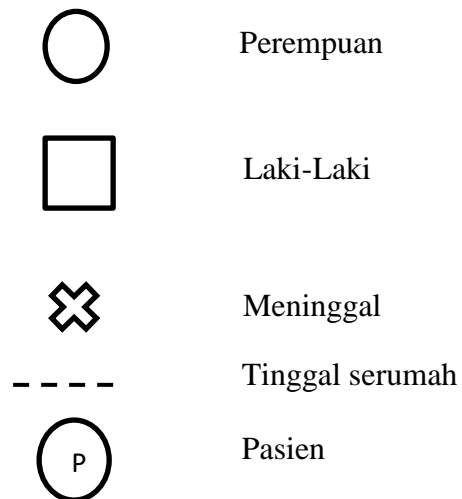 Perempuan
Laki-Laki
Meninggal
Tinggal serumah
P
Pasien